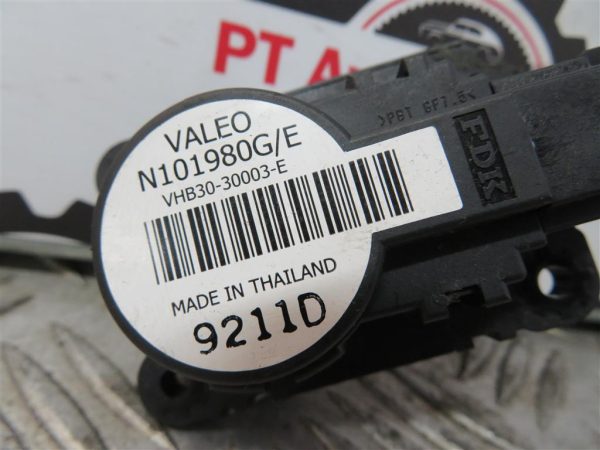 PT A
VALEO
N101980G/E
VHB30-30003-E
MADE IN THAILAND
9211D
>PBT GF7.5<
FDK